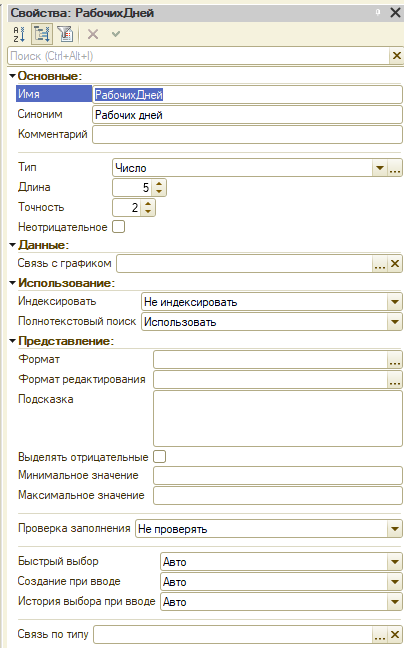 Свойства: РабочихДней
Поиск (Ctrl+Alt+I)
Основные:
Имя РабочихДней
Синоним Рабочих дней
Комментарий
Тип Число
Длина 5
Точность 2
Неотрицательное
Данные:
Связь с графиком
Использование:
Индексировать Не индексировать
Полнотекстовый поиск Использовать
Представление:
Формат
Формат редактирования
Подсказка
Выделять отрицательные
Минимальное значение
Максимальное значение
Проверка заполнения Не проверять
Быстрый выбор Авто
Создание при вводе Авто
История выбора при вводе Авто
Связь по типу